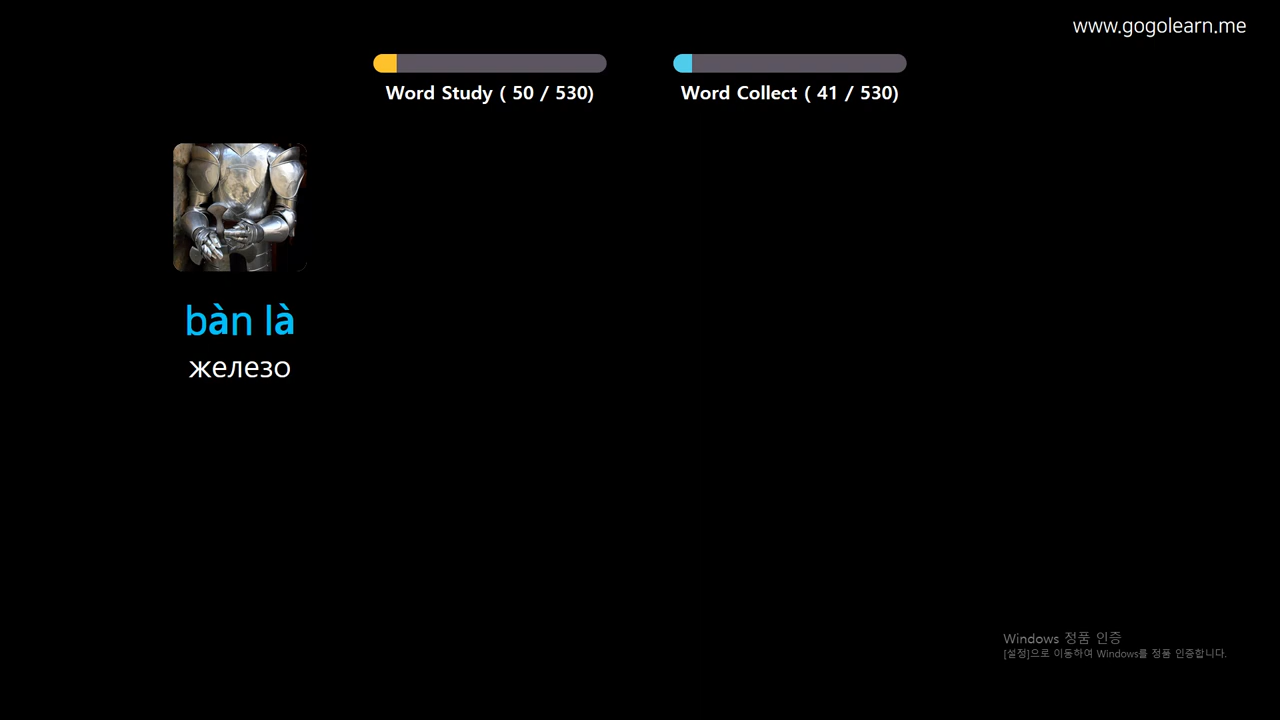 www.gogolearn.me
Word Study ( 50 / 530)
Word Collect ( 41 / 530)
bàn là
железо
Windows 정품 인증
[설정]으로 이동하여 Windows를 정품 인증합니다.